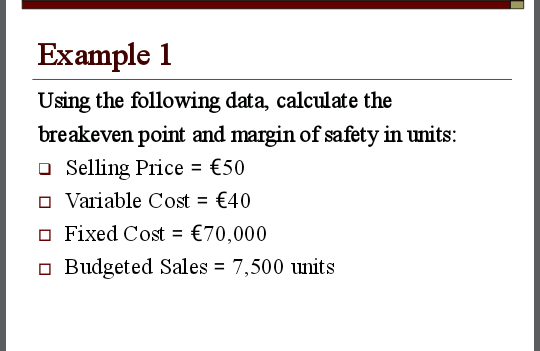 Example 1
Using the following data, calculate the
breakeven point and margin of safety in units:
Selling Price = €50
Variable Cost = €40
Fixed Cost = €70,000
Budgeted Sales = 7,500 units